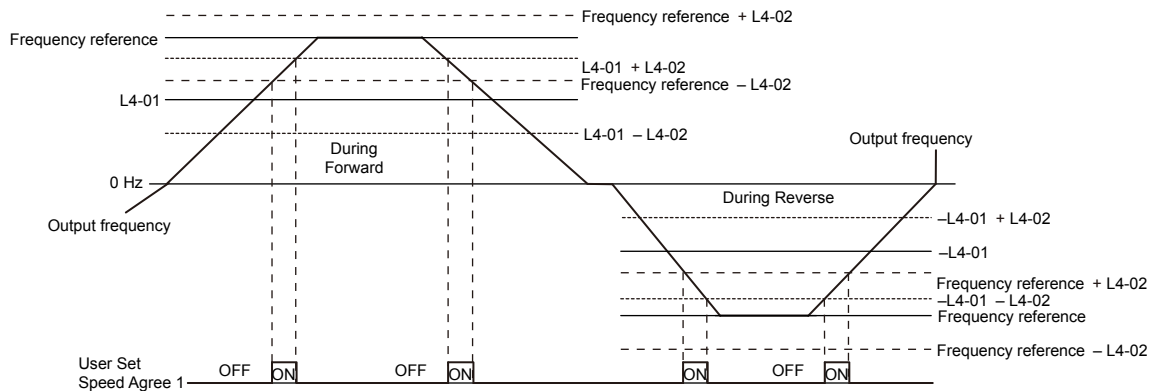 Frequency reference + L4-02
Frequency reference
L4-01 + L4-02
Frequency reference – L4-02
L4-01
L4-01 – L4-02
During
Forward
Output frequency
0 Hz
During Reverse
Output frequency
–L4-01 + L4-02
–L4-01
Frequency reference + L4-02
–L4-01 – L4-02
Frequency reference
Frequency reference – L4-02
User Set
Speed Agree 1
OFF
ON
OFF
ON
ON
OFF
ON